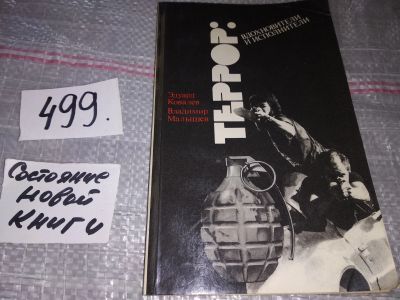 499.
Состояние
новой
книги
ТЕРРОР:
ВДОХНОВИТЕЛИ
И ИСПОЛНИТЕЛИ
Эдуард
Ковалев
Владимир
Малышев